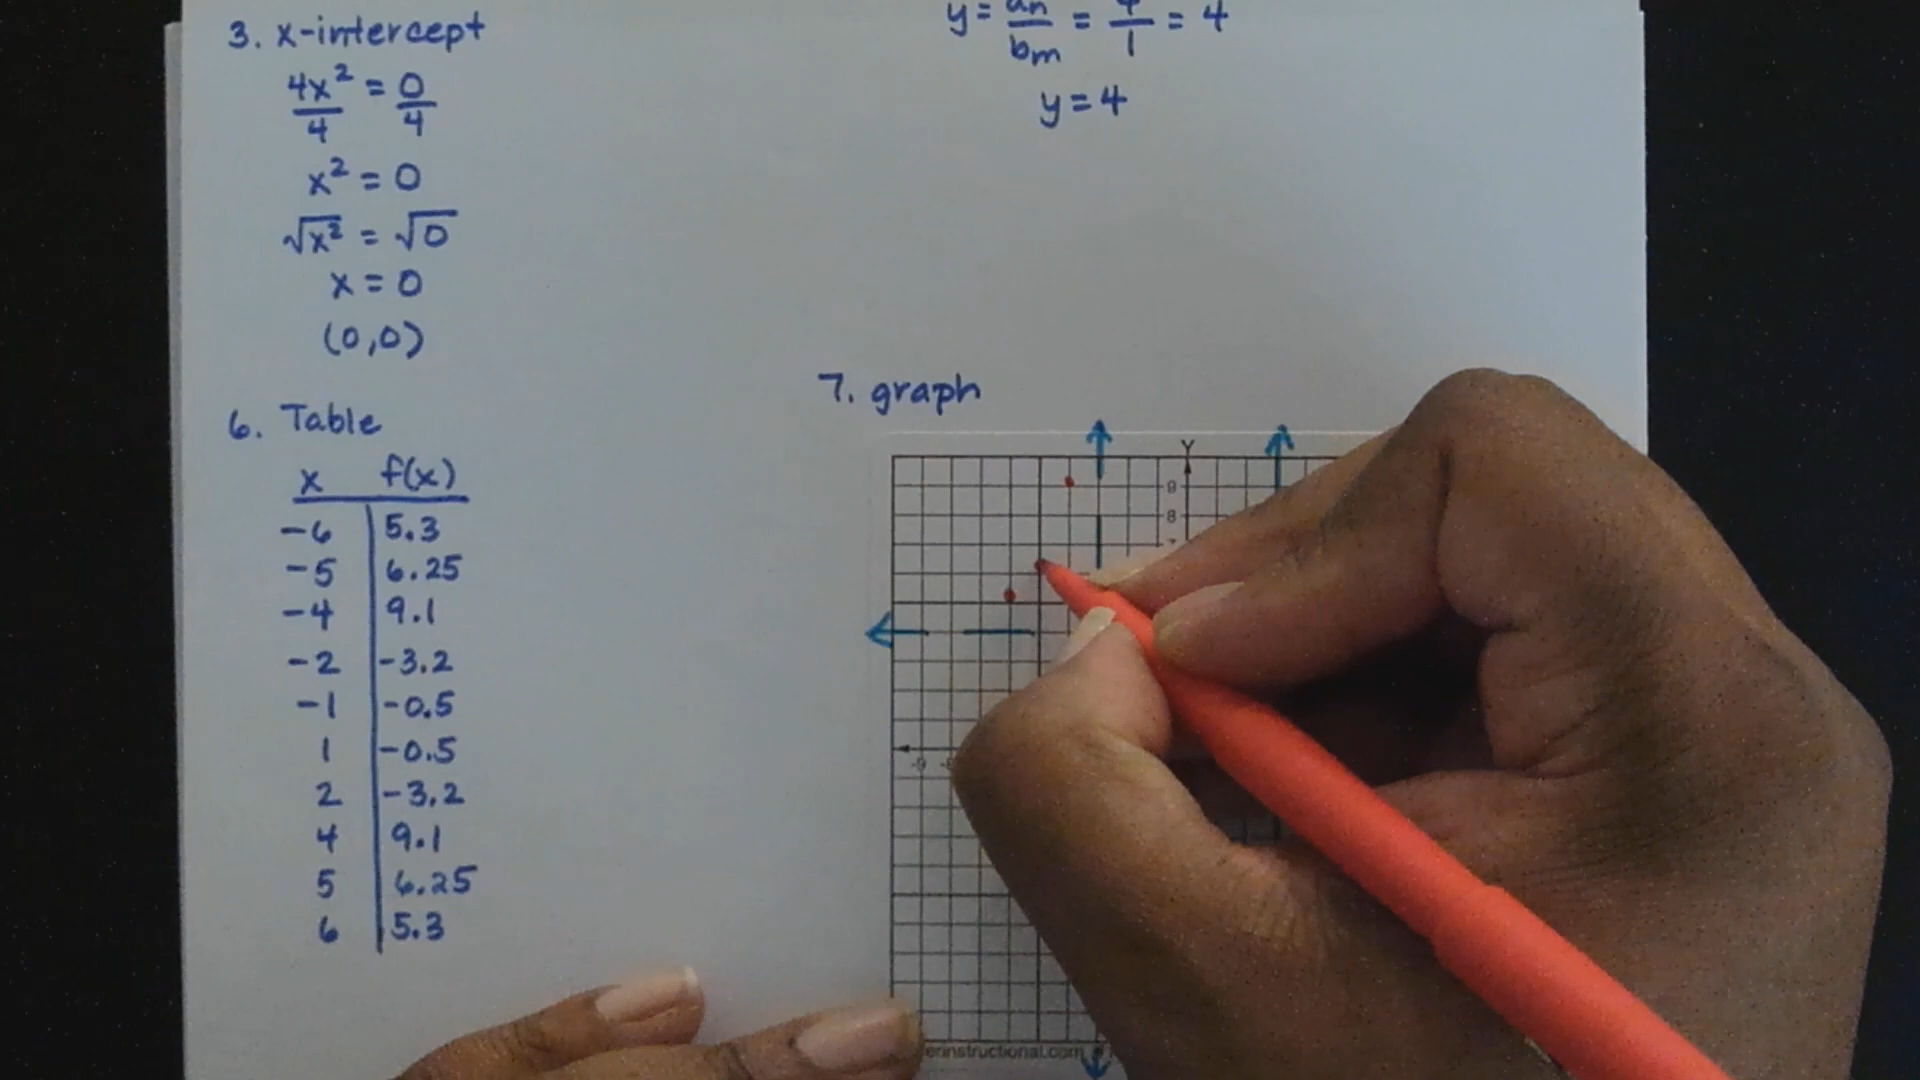 3. x-intercept
4x² = 0
4 4
x² = 0
√x² = √0
x = 0
(0,0)
y = aₙ/bₘ = 4/1 = 4
y = 4
6. Table
x f(x)
-6 5.3
-5 6.25
-4 9.1
-2 -3.2
-1 -0.5
1 -0.5
2 -3.2
4 9.1
5 6.25
6 5.3
7. graph
Y
9
8
-9